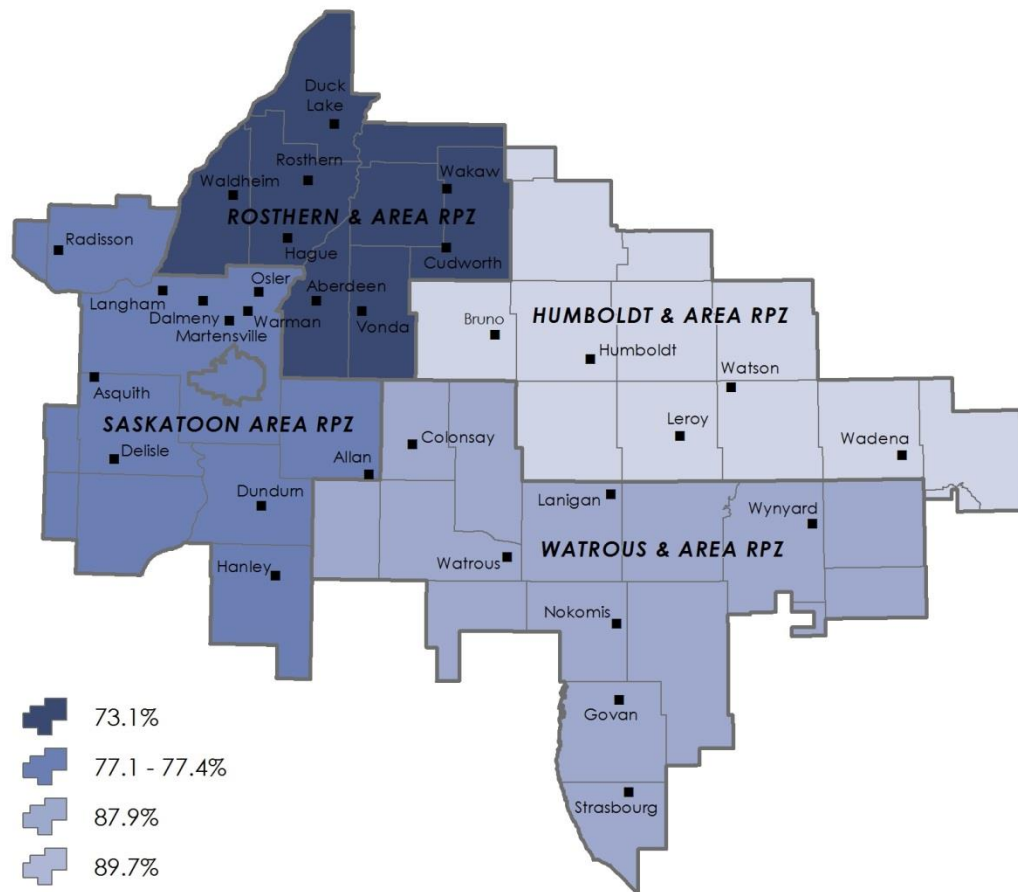 Duck
Lake
Rosthern
Waldheim
Wakaw
ROSTHERN & AREA RPZ
Radisson
Hague
Cudworth
Osler
Langham
Aberdeen
Dalmeny
Warman
Martensville
Vonda
Bruno
HUMBOLDT & AREA RPZ
Humboldt
Watson
Asquith
SASKATOON AREA RPZ
Colonsay
Leroy
Delisle
Allan
Wadena
Dundurn
Lanigan
Wynyard
WATROUS & AREA RPZ
Watrous
Hanley
Nokomis
Govan
Strasbourg
73.1%
77.1 - 77.4%
87.9%
89.7%